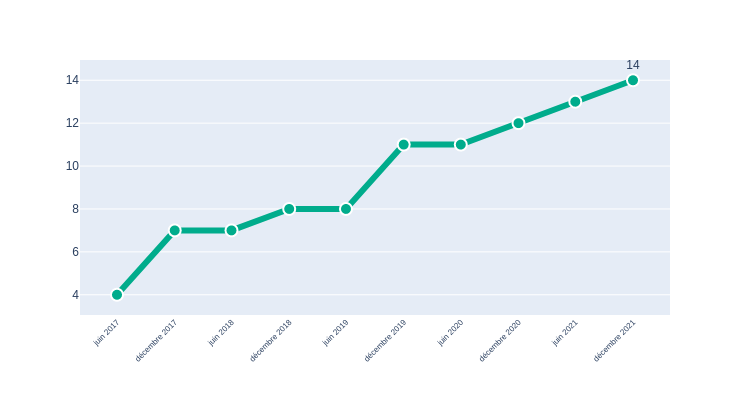 14
14
12
10
8
6
4
juin 2017
décembre 2017
juin 2018
décembre 2018
juin 2019
décembre 2019
juin 2020
décembre 2020
juin 2021
décembre 2021